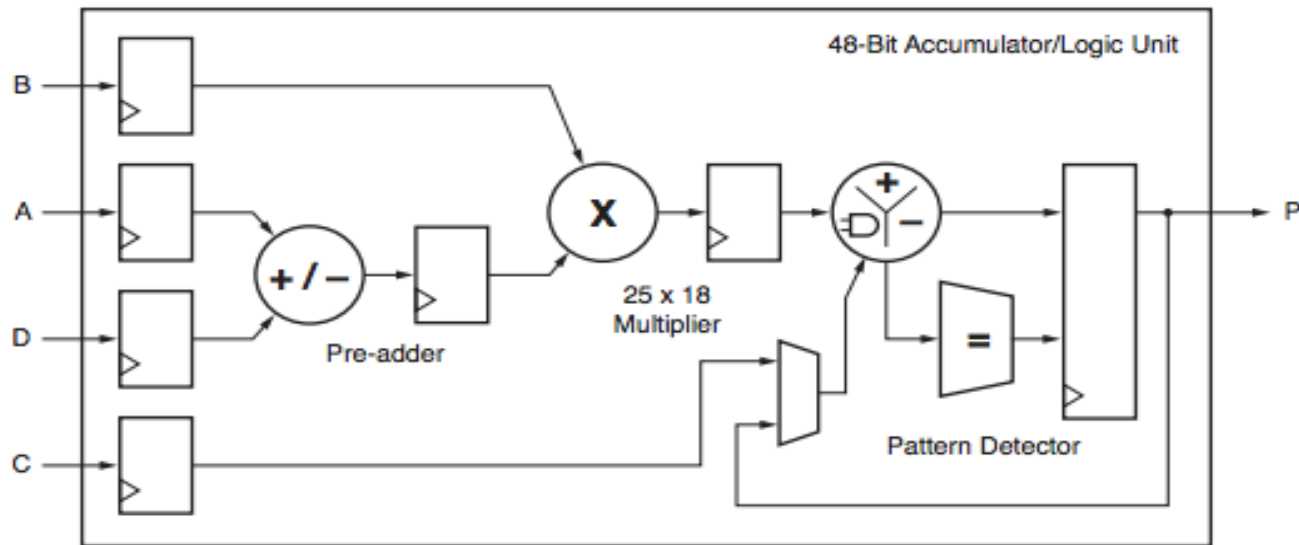 48-Bit Accumulator/Logic Unit
B
A
D
C
+ / −
Pre-adder
X
25 x 18
Multiplier
+
−
=
Pattern Detector
P